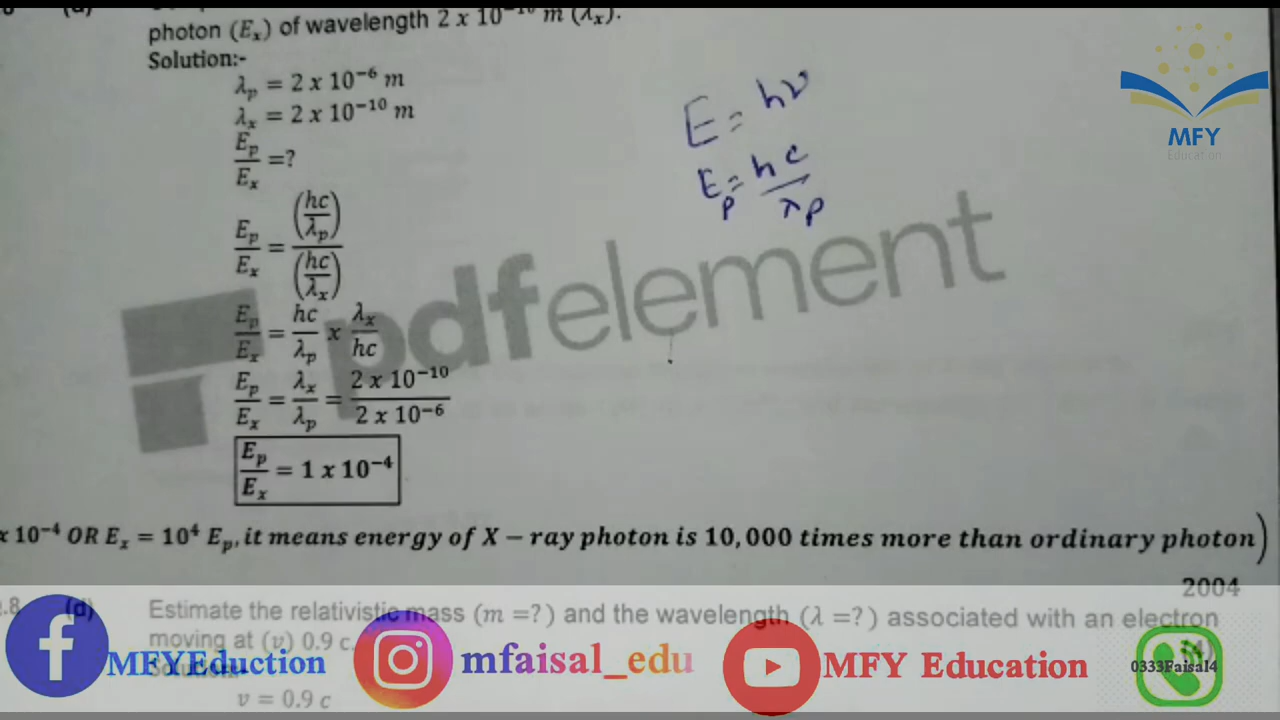 photon (Eₓ) of wavelength 2 x 10⁻¹⁰ m (λₓ).
Solution:-
λₚ = 2 x 10⁻⁶ m
λₓ = 2 x 10⁻¹⁰ m
Eₚ/Eₓ =?
Eₚ/Eₓ = (hc/λₚ)/(hc/λₓ)
Eₚ/Eₓ = hc/λₚ x λₓ/hc
Eₚ/Eₓ = λₓ/λₚ = 2 x 10⁻¹⁰/2 x 10⁻⁶
Eₚ/Eₓ = 1 x 10⁻⁴
E = hν
Eₚ = hc/λₚ
MFY
Education
pdfelement
x 10⁻⁴ OR Eₓ = 10⁴ Eₚ, it means energy of X – ray photon is 10,000 times more than ordinary photon)
2004
.8 (d) Estimate the relativistic mass (m =?) and the wavelength (λ =?) associated with an electron
moving at (v) 0.9 c.
v = 0.9 c
MFYEduction
mfaisal_edu
MFY Education
0333Faisal4